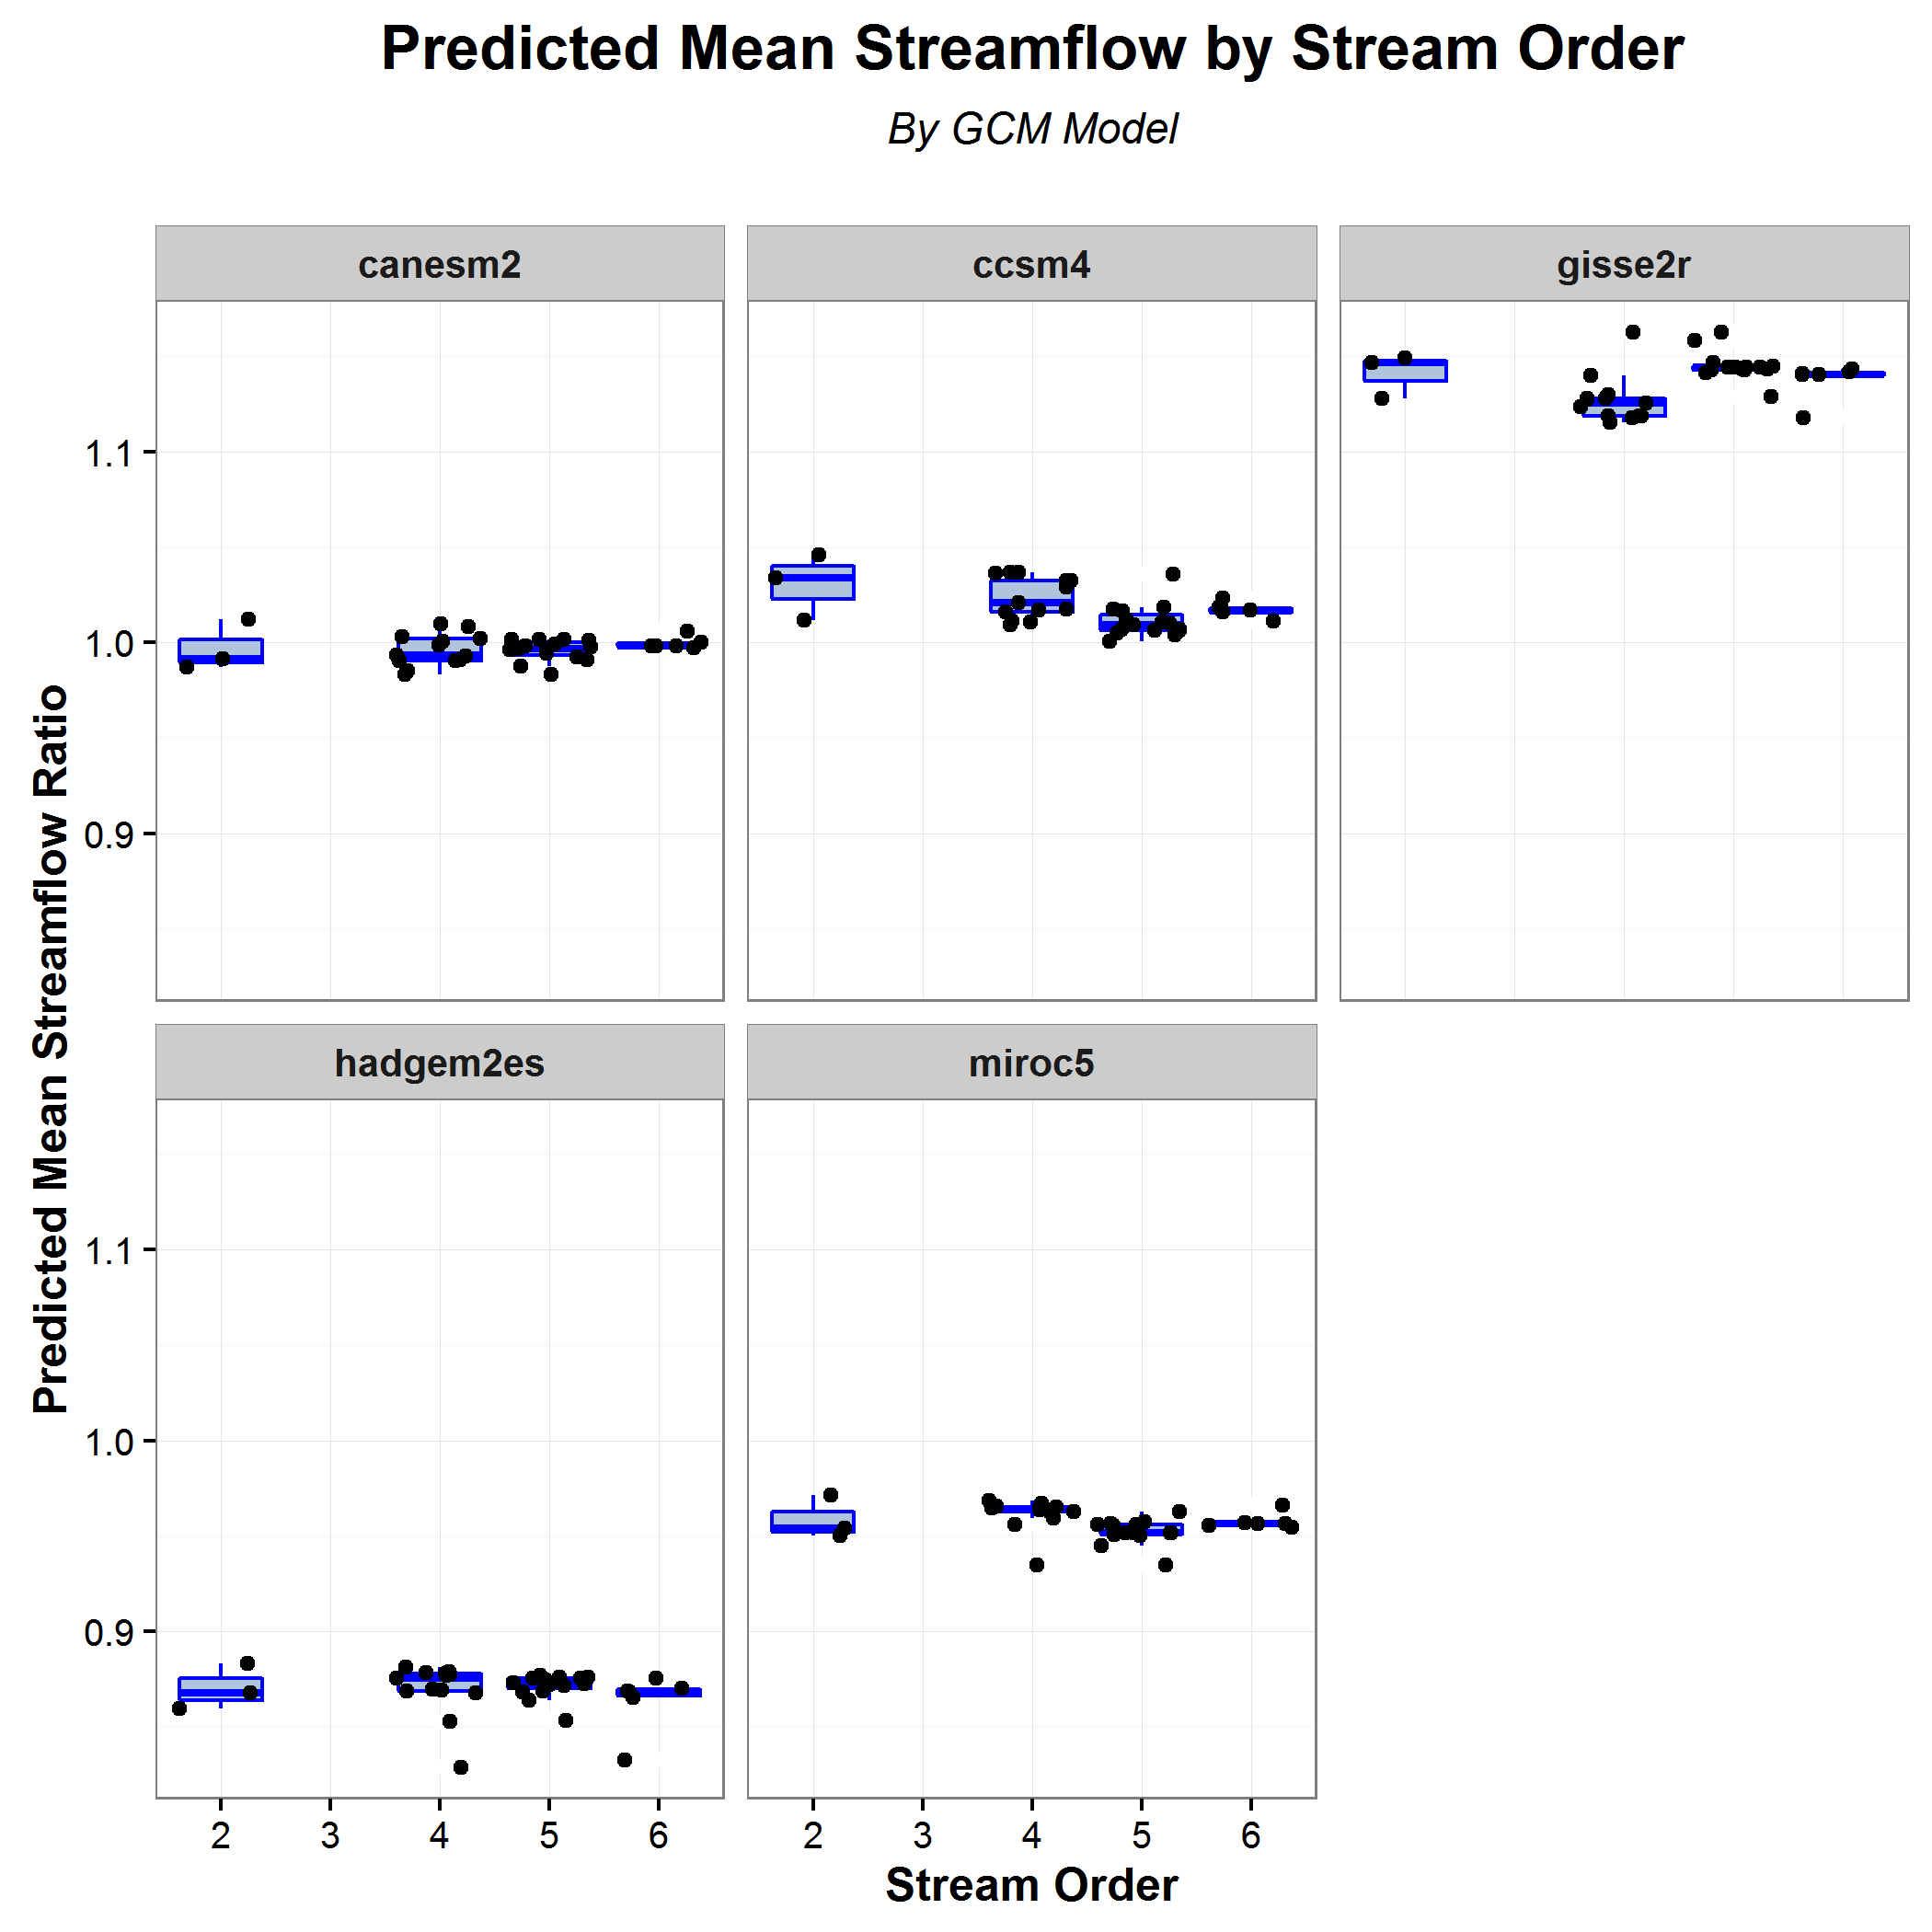 Predicted Mean Streamflow by Stream Order
By GCM Model
canesm2
ccsm4
gisse2r
1.1
1.0
0.9
Predicted Mean Streamflow Ratio
hadgem2es
miroc5
1.1
1.0
0.9
2 3 4 5 6
2 3 4 5 6
Stream Order